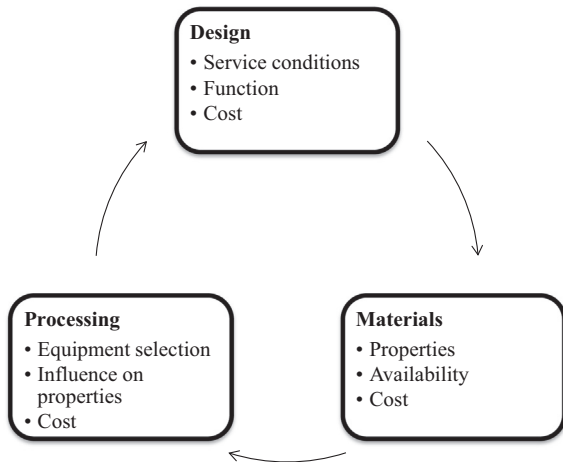 Design
• Service conditions
• Function
• Cost
Processing
• Equipment selection
• Influence on
properties
• Cost
Materials
• Properties
• Availability
• Cost